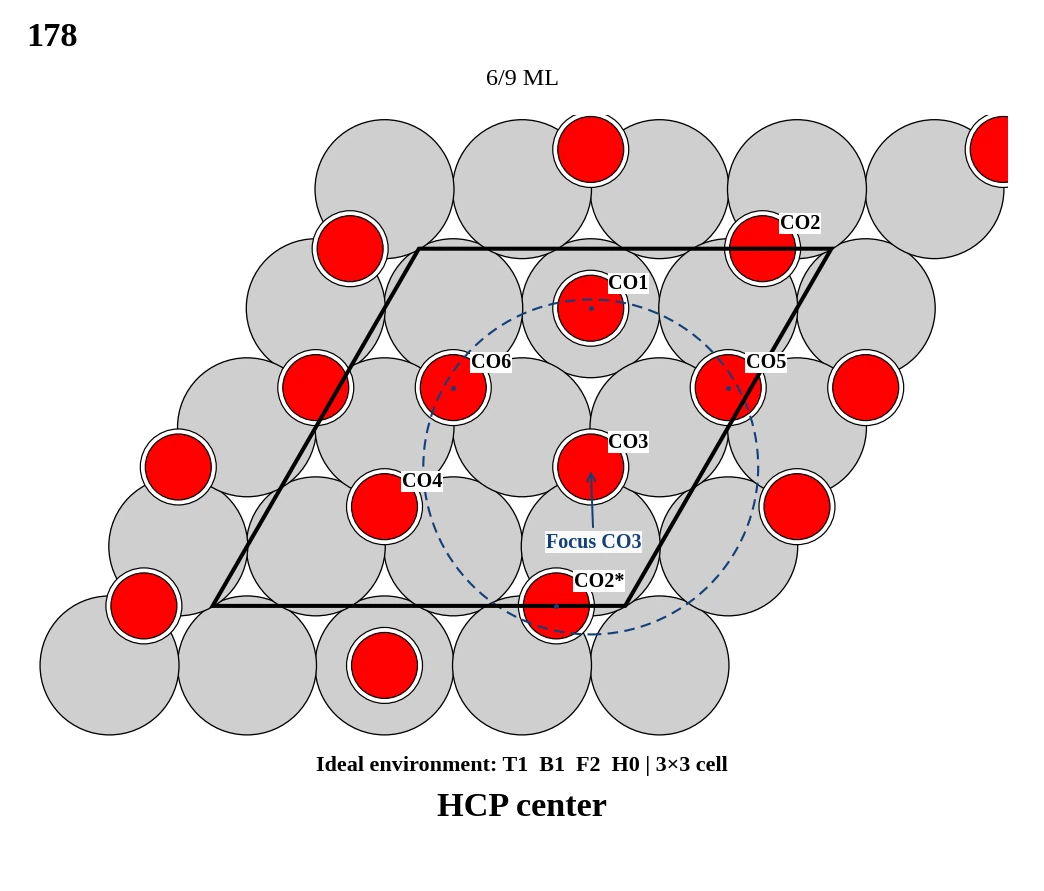 178
6/9 ML
CO2
CO1
CO6
CO5
CO3
CO4
Focus CO3
CO2*
Ideal environment: T1 B1 F2 H0 | 3×3 cell
HCP center